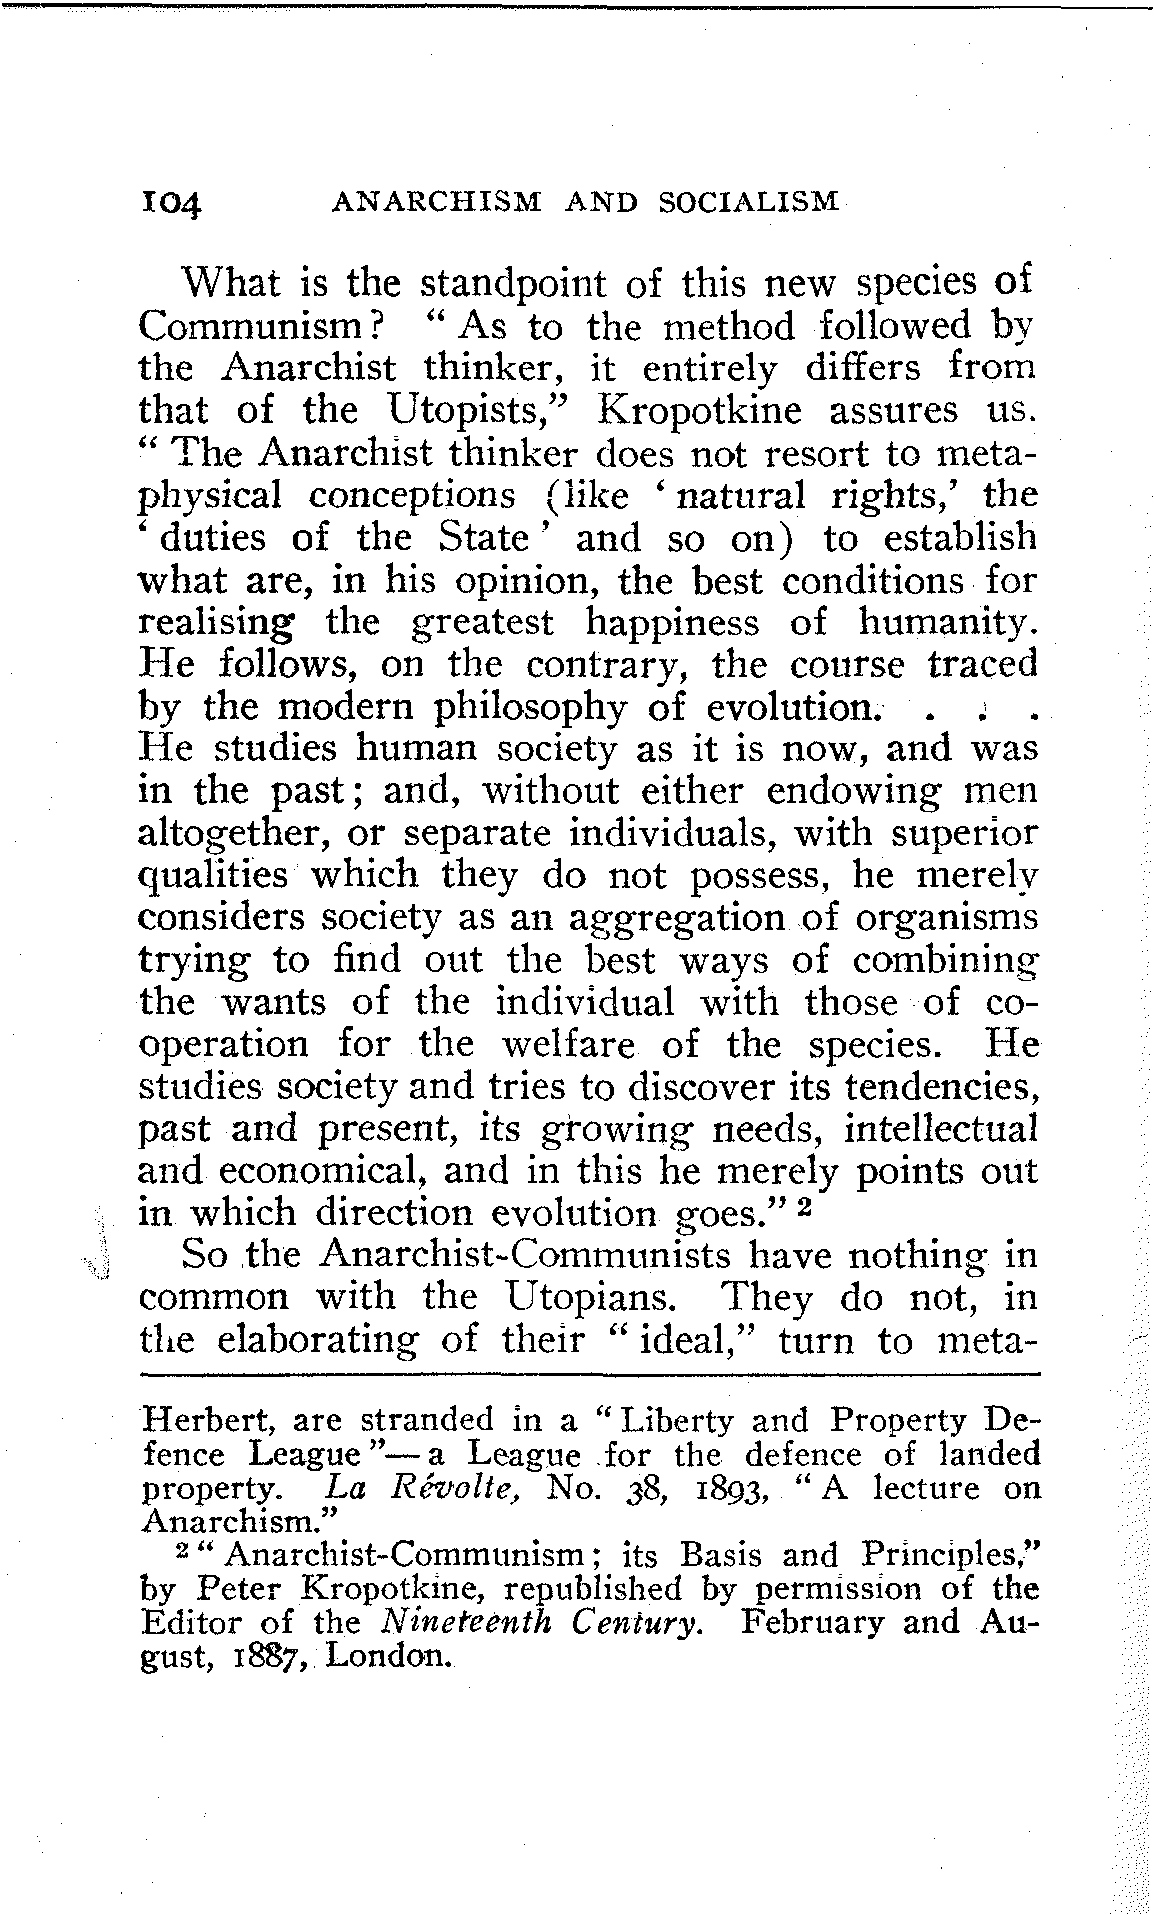 104 ANARCHISM AND SOCIALISM
What is the standpoint of this new species of
Communism? “ As to the method followed by
the Anarchist thinker, it entirely differs from
that of the Utopists,” Kropotkine assures us.
“ The Anarchist thinker does not resort to meta-
physical conceptions (like ‘ natural rights,’ the
‘ duties of the State ’ and so on) to establish
what are, in his opinion, the best conditions for
realising the greatest happiness of humanity.
He follows, on the contrary, the course traced
by the modern philosophy of evolution. . . .
He studies human society as it is now, and was
in the past; and, without either endowing men
altogether, or separate individuals, with superior
qualities which they do not possess, he merely
considers society as an aggregation of organisms
trying to find out the best ways of combining
the wants of the individual with those of co-
operation for the welfare of the species. He
studies society and tries to discover its tendencies,
past and present, its growing needs, intellectual
and economical, and in this he merely points out
in which direction evolution goes.” 2
So the Anarchist-Communists have nothing in
common with the Utopians. They do not, in
the elaborating of their “ ideal,” turn to meta-
Herbert, are stranded in a “ Liberty and Property De-
fence League ”— a League for the defence of landed
property. La Révolte, No. 38, 1893, “ A lecture on
Anarchism.”
2 “ Anarchist-Communism; its Basis and Principles,”
by Peter Kropotkine, republished by permission of the
Editor of the Nineteenth Century. February and Au-
gust, 1887, London.